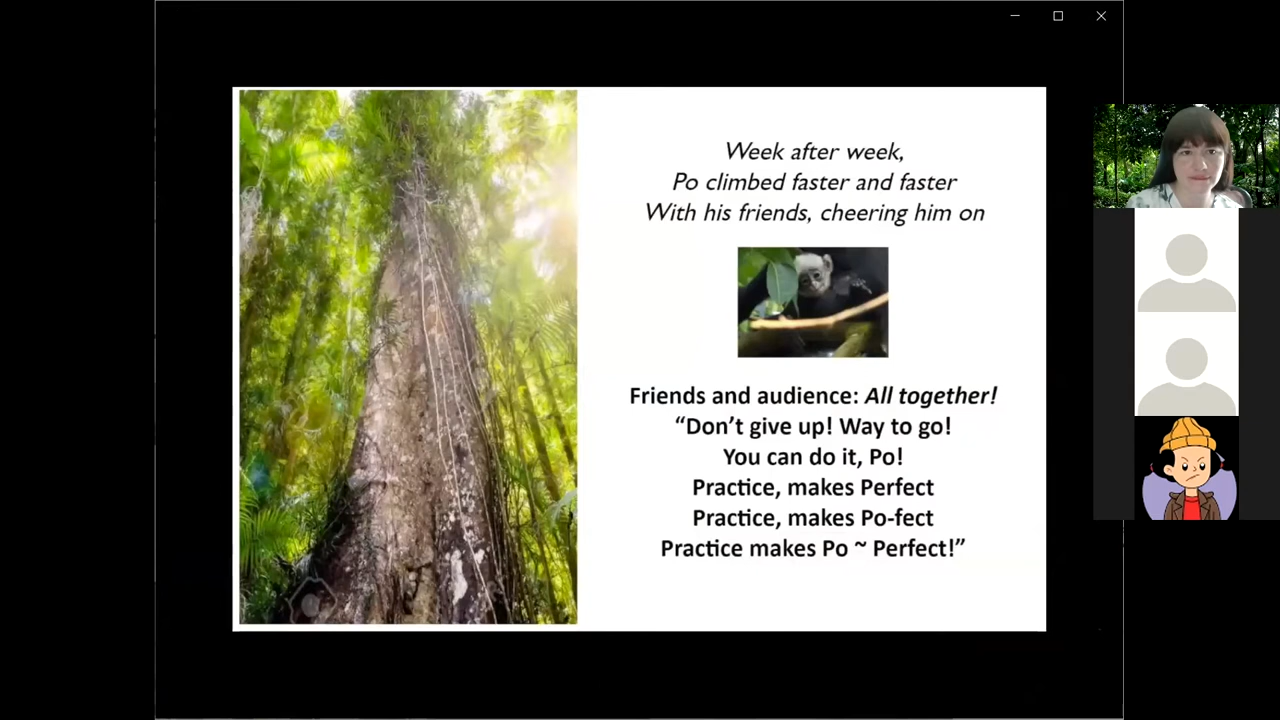 Week after week,
Po climbed faster and faster
With his friends, cheering him on
Friends and audience: All together!
“Don’t give up! Way to go!
You can do it, Po!
Practice, makes Perfect
Practice, makes Po-fect
Practice makes Po ~ Perfect!”